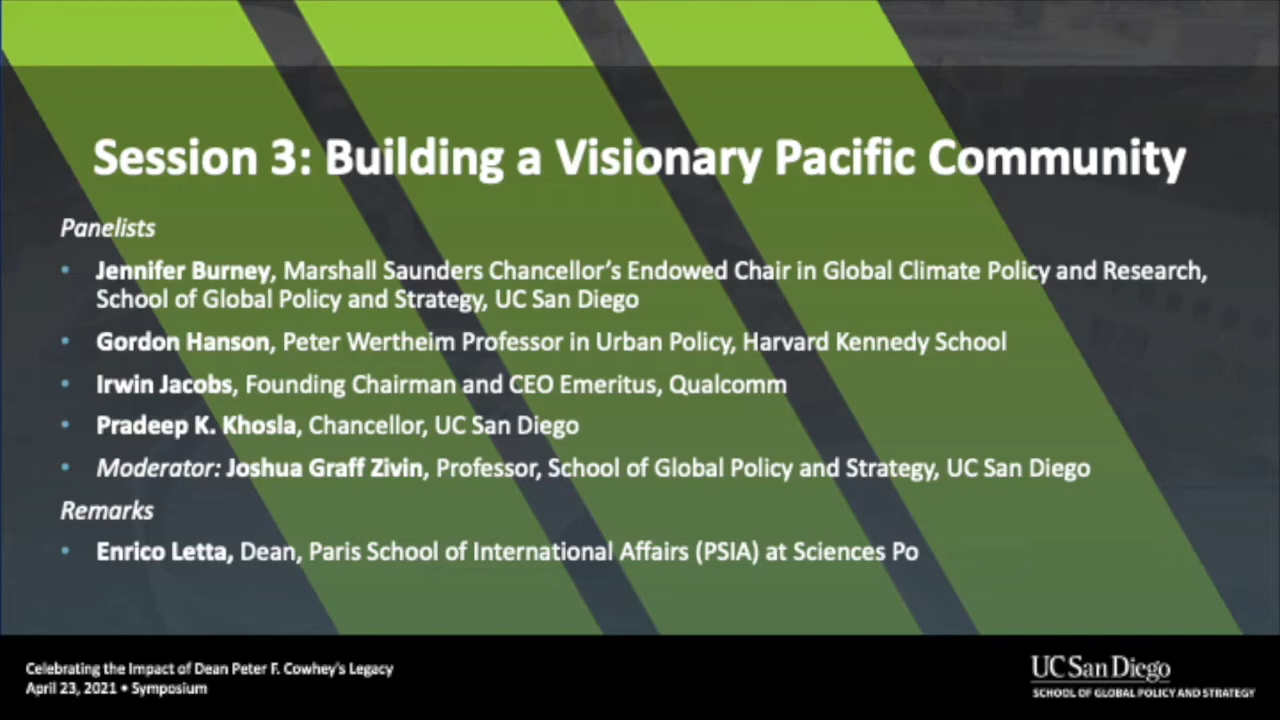 Session 3: Building a Visionary Pacific Community
Panelists
• Jennifer Burney, Marshall Saunders Chancellor's Endowed Chair in Global Climate Policy and Research,
School of Global Policy and Strategy, UC San Diego
• Gordon Hanson, Peter Wertheim Professor in Urban Policy, Harvard Kennedy School
• Irwin Jacobs, Founding Chairman and CEO Emeritus, Qualcomm
• Pradeep K. Khosla, Chancellor, UC San Diego
• Moderator: Joshua Graff Zivin, Professor, School of Global Policy and Strategy, UC San Diego
Remarks
• Enrico Letta, Dean, Paris School of International Affairs (PSIA) at Sciences Po
Celebrating the Impact of Dean Peter F. Cowhey's Legacy
April 23, 2021 • Symposium
UC San Diego
SCHOOL OF GLOBAL POLICY AND STRATEGY